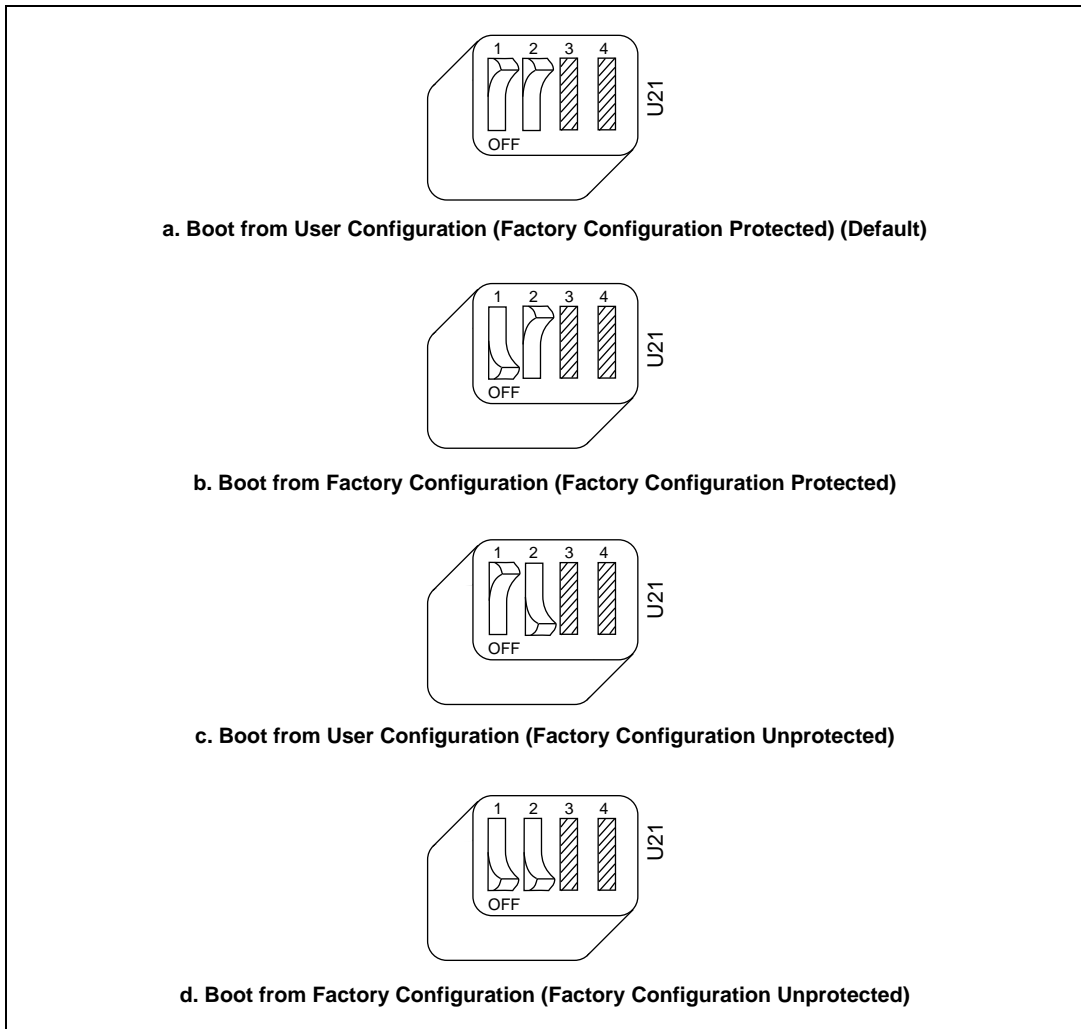 1 2 3 4
U21
OFF
a. Boot from User Configuration (Factory Configuration Protected) (Default)
1 2 3 4
U21
OFF
b. Boot from Factory Configuration (Factory Configuration Protected)
1 2 3 4
U21
OFF
c. Boot from User Configuration (Factory Configuration Unprotected)
1 2 3 4
U21
OFF
d. Boot from Factory Configuration (Factory Configuration Unprotected)